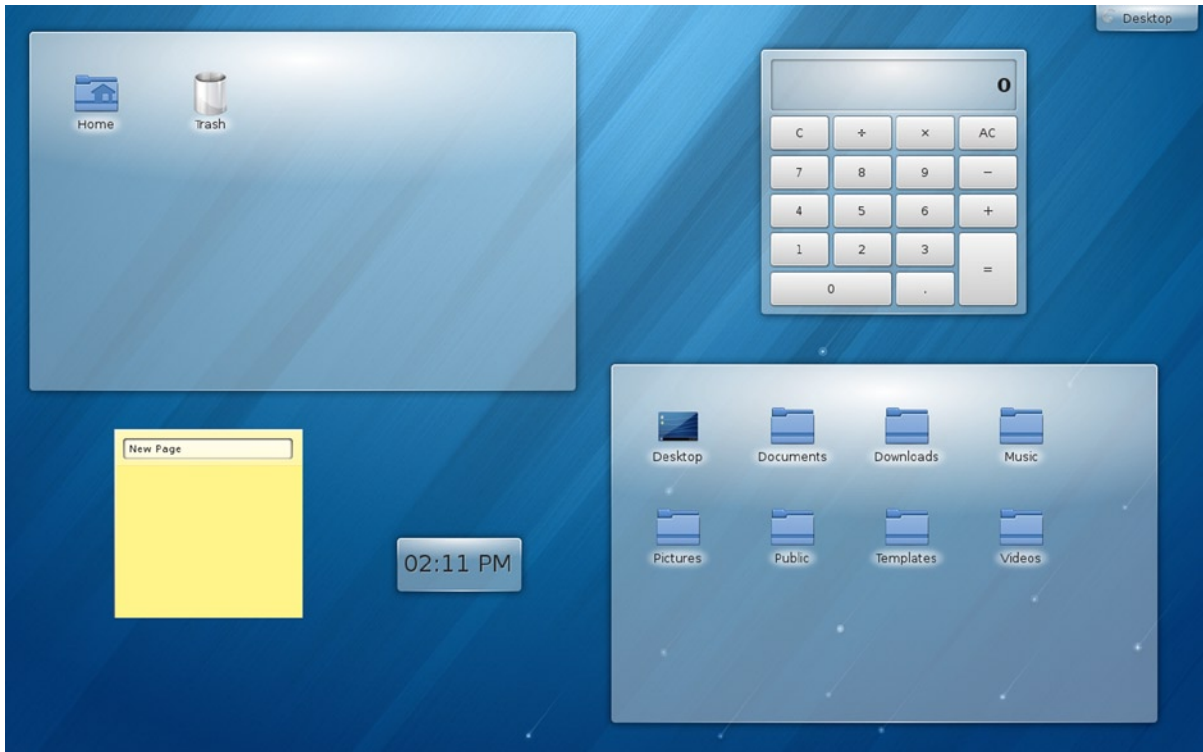 Desktop
Home Trash
0
C ÷ × AC
7 8 9 −
4 5 6 +
1 2 3
=
0 .
New Page
02:11 PM
Desktop Documents Downloads Music
Pictures Public Templates Videos